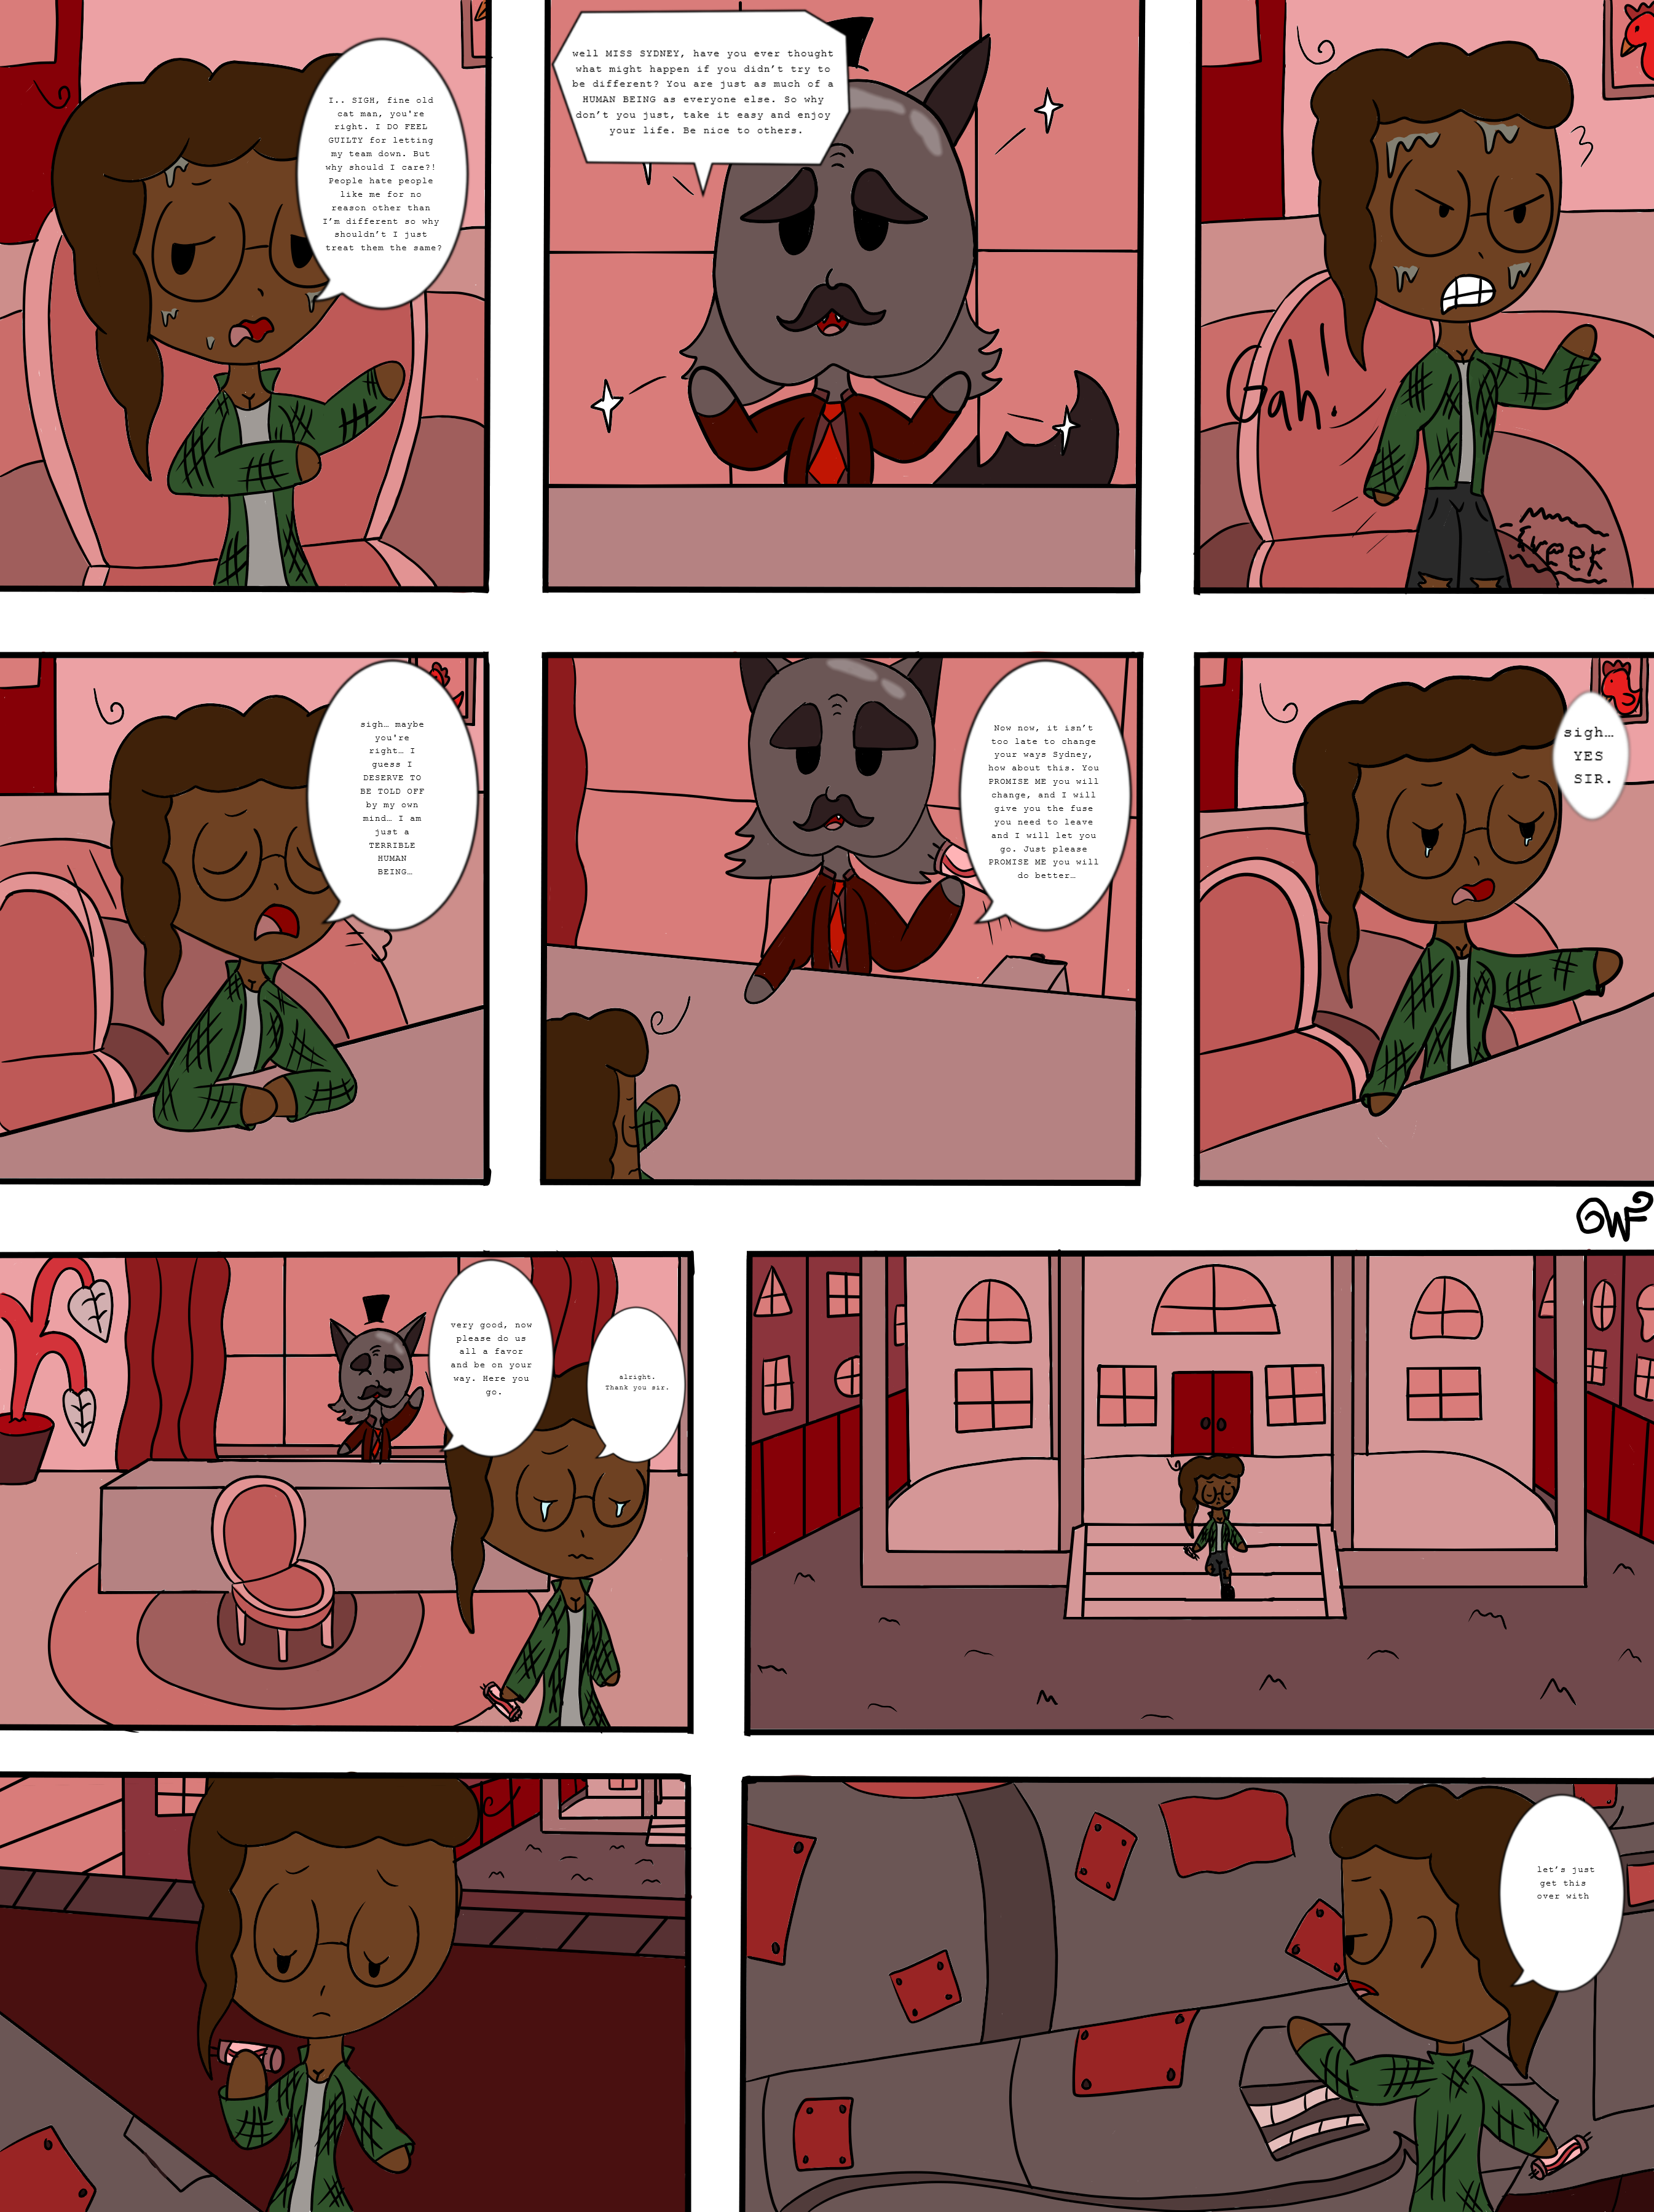 I.. SIGH, fine old
cat man, you're
right. I DO FEEL
GUILTY for letting
my team down. But
why should I care?!
People hate people
like me for no
reason other than
I'm different so why
shouldn't I just
treat them the same?
well MISS SYDNEY, have you ever thought
what might happen if you didn't try to
be different? You are just as much of a
HUMAN BEING as everyone else. So why
don't you just, take it easy and enjoy
your life. Be nice to others.
Gah!
Creek
sigh… maybe
you're
right… I
guess I
DESERVE TO
BE TOLD OFF
by my own
mind… I am
just a
TERRIBLE
HUMAN
BEING…
Now now, it isn't
too late to change
your ways Sydney,
how about this. You
PROMISE ME you will
change, and I will
give you the fuse
you need to leave
and I will let you
go. Just please
PROMISE ME you will
do better…
sigh…
YES
SIR.
very good, now
please do us
all a favor
and be on your
way. Here you
go.
alright.
Thank you sir.
let's just
get this
over with